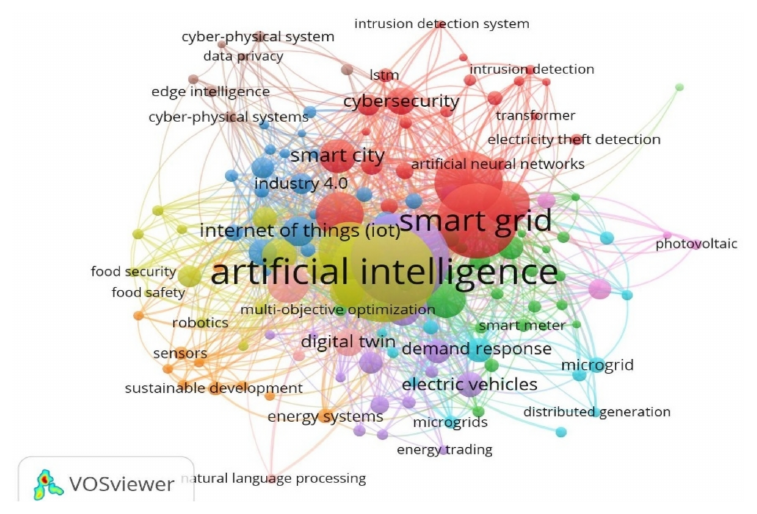 intrusion detection system
cyber-physical system
data privacy
lstm
intrusion detection
edge intelligence
cybersecurity
cyber-physical systems
transformer
electricity theft detection
smart city
artificial neural networks
industry 4.0
smart grid
internet of things (iot)
photovoltaic
food security
artificial intelligence
food safety
multi-objective optimization
robotics
smart meter
digital twin
demand response
sensors
microgrid
sustainable development
electric vehicles
energy systems
microgrids
distributed generation
energy trading
natural language processing
VOSviewer